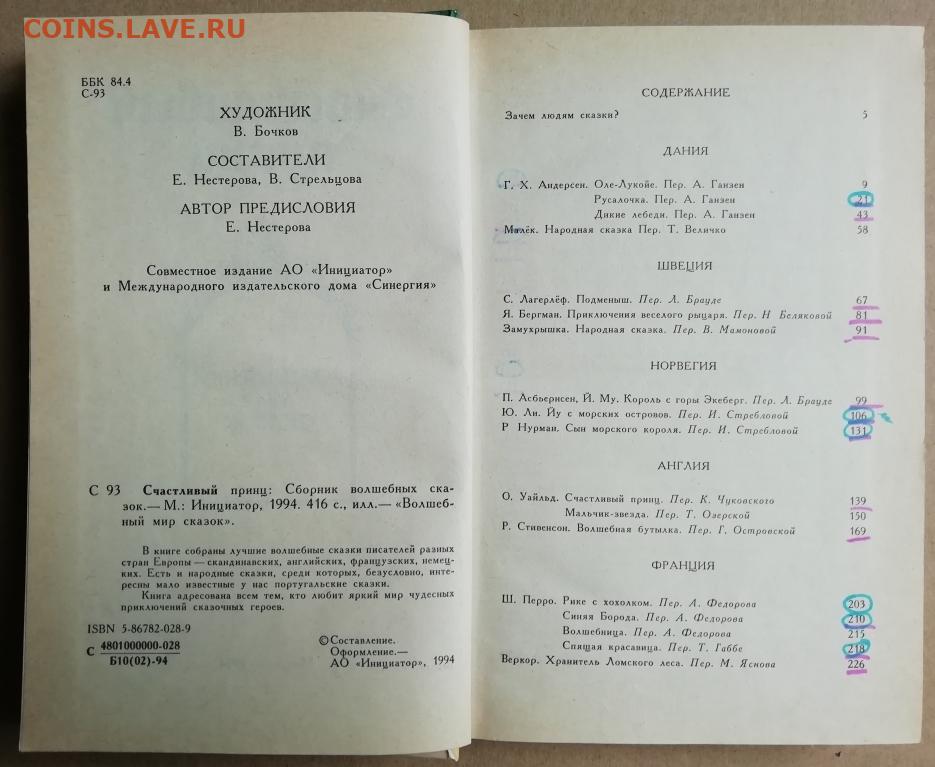 COINS.LAVE.RU
ББК 84.4
С-93
ХУДОЖНИК
В. Бочков
СОСТАВИТЕЛИ
Е. Нестерова, В. Стрельцова
АВТОР ПРЕДИСЛОВИЯ
Е. Нестерова
Совместное издание АО «Инициатор»
и Международного издательского дома «Синергия»
С 93 Счастливый принц: Сборник волшебных ска-
зок.— М.: Инициатор, 1994. 416 с., илл.— «Волшеб-
ный мир сказок».
В книге собраны лучшие волшебные сказки писателей разных
стран Европы — скандинавских, английских, французских, немец-
ких. Есть и народные сказки, среди которых, безусловно, инте-
ресны мало известные у нас португальские сказки.
Книга адресована всем тем, кто любит яркий мир чудесных
приключений сказочных героев.
ISBN 5-86782-028-9
С 4801000000-028
Б10(02)-94
©Составление.
Оформление.—
АО «Инициатор», 1994
СОДЕРЖАНИЕ
Зачем людям сказки? 5
ДАНИЯ
Г. Х. Андерсен. Оле-Лукойе. Пер. А. Ганзен 9
Русалочка. Пер. А. Ганзен 21
Дикие лебеди. Пер. А. Ганзен 43
Малёк. Народная сказка Пер. Т. Величко 58
ШВЕЦИЯ
С. Лагерлёф. Подменыш. Пер. Л. Брауде 67
Я. Бергман. Приключения веселого рыцаря. Пер. Н Беляковой 81
Замухрышка. Народная сказка. Пер. В. Мамоновой 91
НОРВЕГИЯ
П. Асбьернсен, Й. Му. Король с горы Экеберг. Пер. Л. Брауде 99
Ю. Ли. Йу с морских островов. Пер. И. Стребловой 106
Р Нурман. Сын морского короля. Пер. И. Стребловой 131
АНГЛИЯ
О. Уайльд. Счастливый принц. Пер. К. Чуковского 139
Мальчик-звезда. Пер. Т. Озерской 150
Р. Стивенсон. Волшебная бутылка. Пер. Г. Островской 169
ФРАНЦИЯ
Ш. Перро. Рике с хохолком. Пер. А. Федорова 203
Синяя Борода. Пер. А. Федорова 210
Волшебница. Пер. А. Федорова 215
Спящая красавица. Пер. Т. Габбе 218
Веркор. Хранитель Ломского леса. Пер. М. Яснова 226